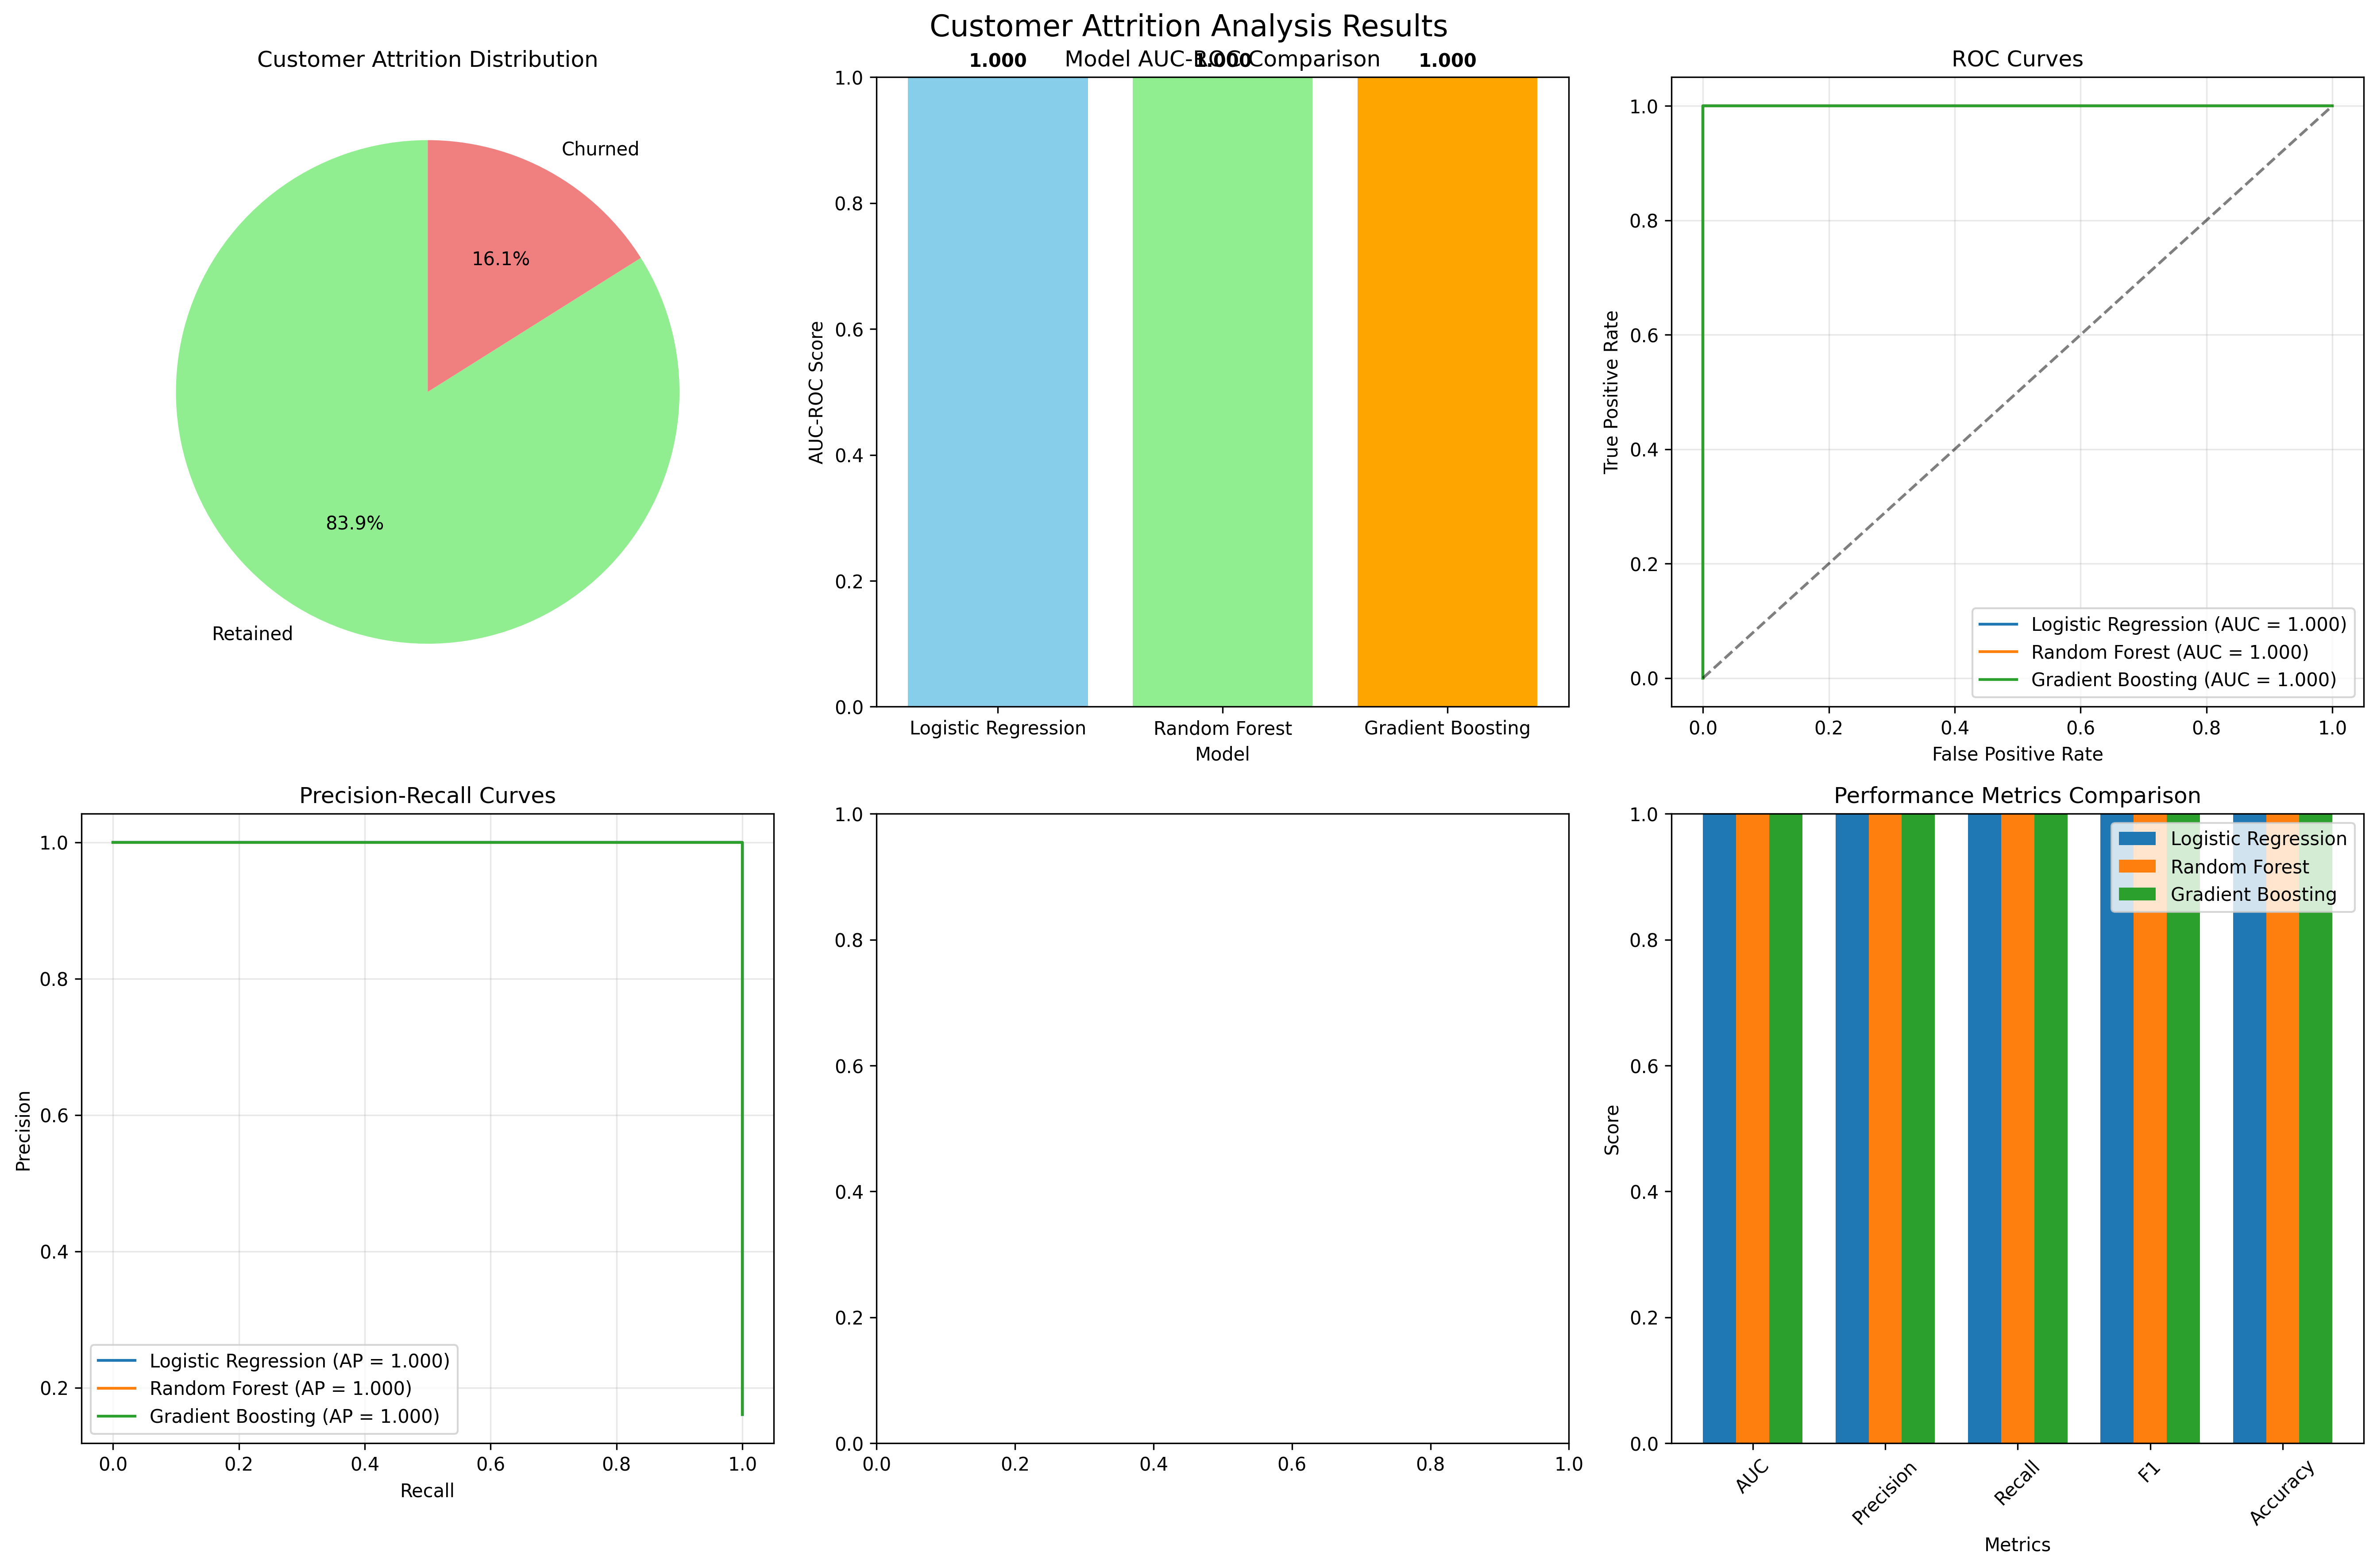 Customer Attrition Analysis Results
Customer Attrition Distribution
Churned
16.1%
83.9%
Retained
Model AUC-ROC Comparison
1.000
1.000
1.000
AUC-ROC Score
1.0
0.8
0.6
0.4
0.2
0.0
Logistic Regression
Random Forest
Gradient Boosting
Model
ROC Curves
True Positive Rate
1.0
0.8
0.6
0.4
0.2
0.0
Logistic Regression (AUC = 1.000)
Random Forest (AUC = 1.000)
Gradient Boosting (AUC = 1.000)
0.0
0.2
0.4
0.6
0.8
1.0
False Positive Rate
Precision-Recall Curves
Precision
1.0
0.8
0.6
0.4
0.2
Logistic Regression (AP = 1.000)
Random Forest (AP = 1.000)
Gradient Boosting (AP = 1.000)
0.0
0.2
0.4
0.6
0.8
1.0
Recall
1.0
0.8
0.6
0.4
0.2
0.0
0.0
0.2
0.4
0.6
0.8
1.0
Performance Metrics Comparison
Score
1.0
0.8
0.6
0.4
0.2
0.0
Logistic Regression
Random Forest
Gradient Boosting
AUC
Precision
Recall
F1
Accuracy
Metrics